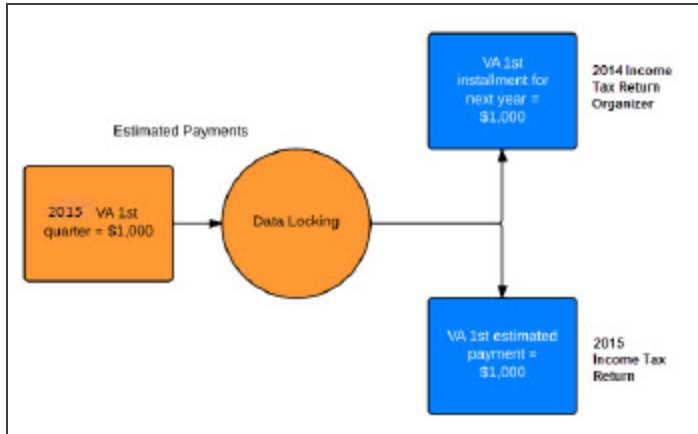 Estimated Payments
2015 VA 1st
quarter = $1,000
Data Locking
VA 1st
installment for
next year =
$1,000
2014 Income
Tax Return
Organizer
VA 1st estimated
payment =
$1,000
2015
Income Tax
Return